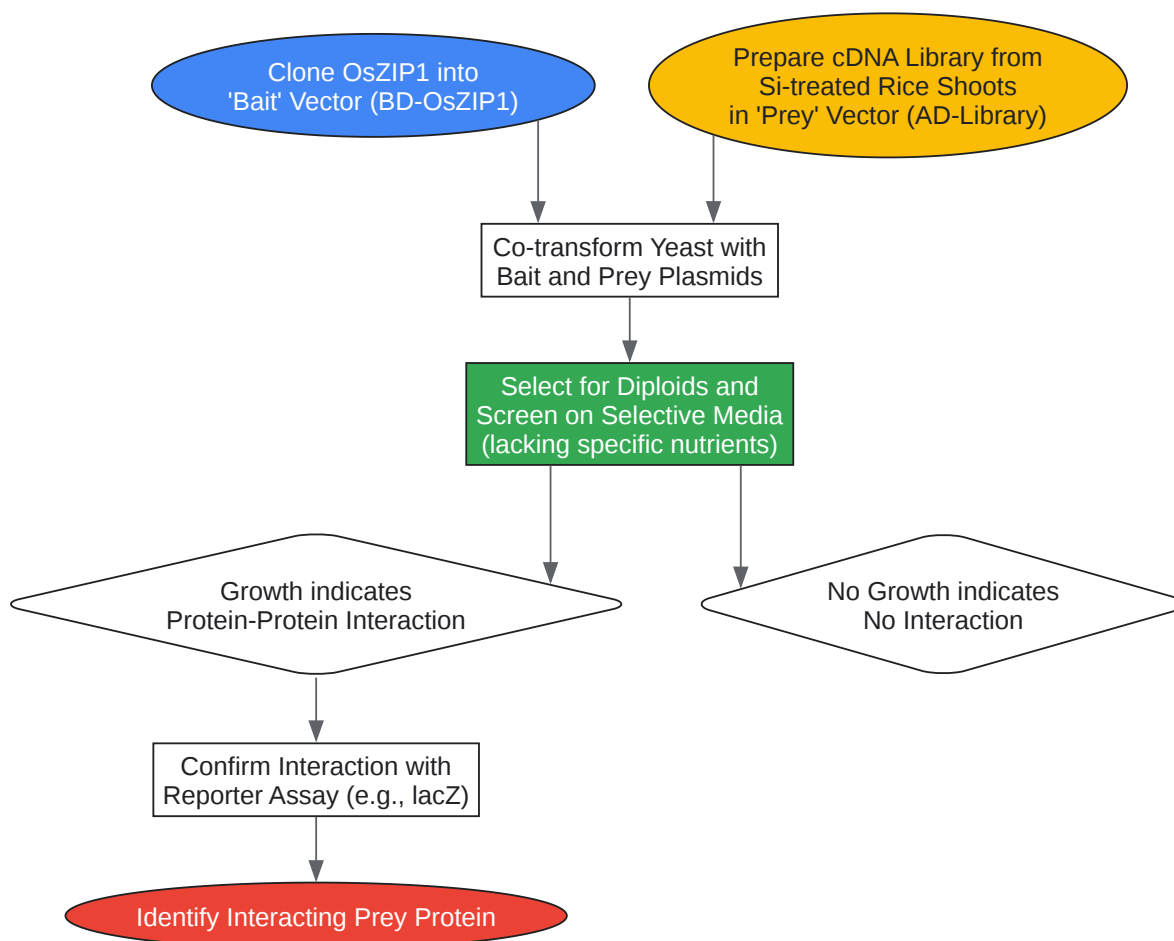 Clone OsZIP1 into
'Bait' Vector (BD-OsZIP1)
Prepare cDNA Library from
Si-treated Rice Shoots
in 'Prey' Vector (AD-Library)
Co-transform Yeast with
Bait and Prey Plasmids
Select for Diploids and
Screen on Selective Media
(lacking specific nutrients)
Growth indicates
Protein-Protein Interaction
No Growth indicates
No Interaction
Confirm Interaction with
Reporter Assay (e.g., lacZ)
Identify Interacting Prey Protein